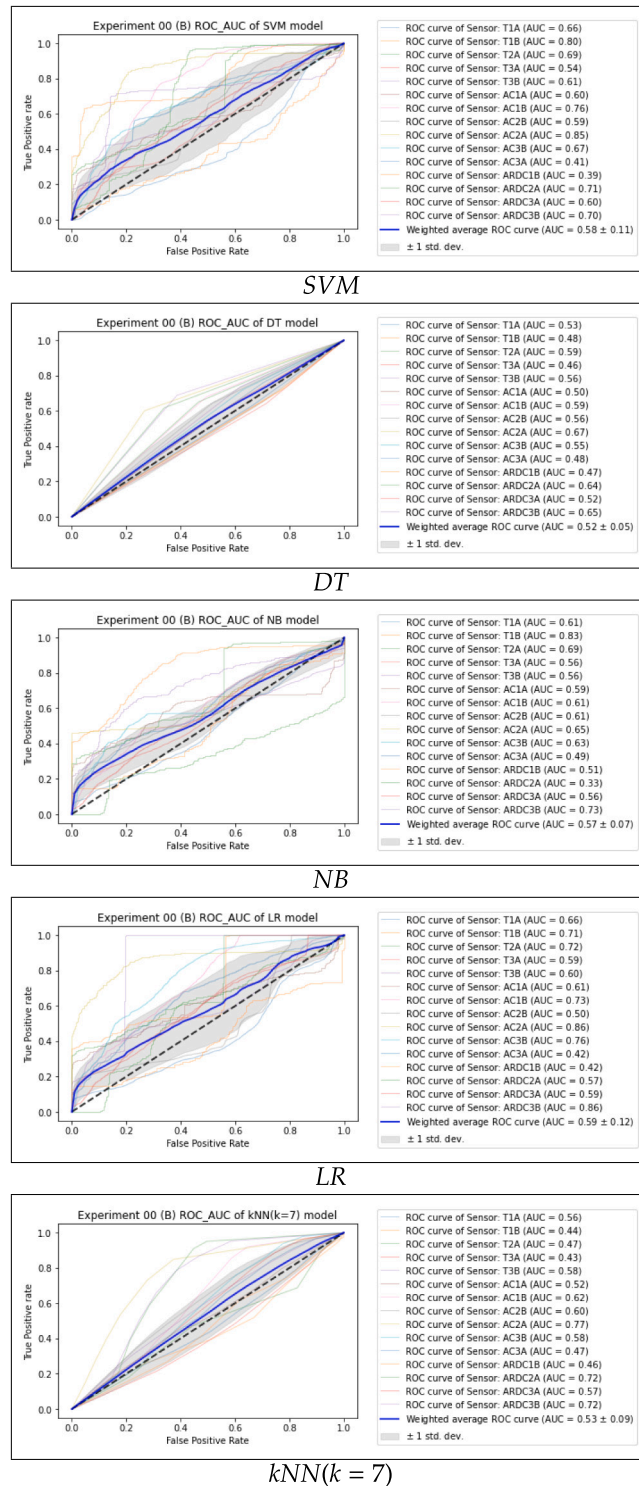 Experiment 00 (B) ROC_AUC of SVM model
1.0
0.8
0.6
0.4
0.2
0.0
True Positive rate
0.0 0.2 0.4 0.6 0.8 1.0
False Positive Rate
ROC curve of Sensor: T1A (AUC = 0.66)
ROC curve of Sensor: T1B (AUC = 0.80)
ROC curve of Sensor: T2A (AUC = 0.69)
ROC curve of Sensor: T3A (AUC = 0.54)
ROC curve of Sensor: T3B (AUC = 0.61)
ROC curve of Sensor: AC1A (AUC = 0.60)
ROC curve of Sensor: AC1B (AUC = 0.76)
ROC curve of Sensor: AC2B (AUC = 0.59)
ROC curve of Sensor: AC2A (AUC = 0.85)
ROC curve of Sensor: AC3B (AUC = 0.67)
ROC curve of Sensor: AC3A (AUC = 0.41)
ROC curve of Sensor: ARDC1B (AUC = 0.39)
ROC curve of Sensor: ARDC2A (AUC = 0.71)
ROC curve of Sensor: ARDC3A (AUC = 0.60)
ROC curve of Sensor: ARDC3B (AUC = 0.70)
Weighted average ROC curve (AUC = 0.58 ± 0.11)
± 1 std. dev.
SVM
Experiment 00 (B) ROC_AUC of DT model
1.0
0.8
0.6
0.4
0.2
0.0
True Positive rate
0.0 0.2 0.4 0.6 0.8 1.0
False Positive Rate
ROC curve of Sensor: T1A (AUC = 0.53)
ROC curve of Sensor: T1B (AUC = 0.48)
ROC curve of Sensor: T2A (AUC = 0.59)
ROC curve of Sensor: T3A (AUC = 0.46)
ROC curve of Sensor: T3B (AUC = 0.56)
ROC curve of Sensor: AC1A (AUC = 0.50)
ROC curve of Sensor: AC1B (AUC = 0.59)
ROC curve of Sensor: AC2B (AUC = 0.56)
ROC curve of Sensor: AC2A (AUC = 0.67)
ROC curve of Sensor: AC3B (AUC = 0.55)
ROC curve of Sensor: AC3A (AUC = 0.48)
ROC curve of Sensor: ARDC1B (AUC = 0.47)
ROC curve of Sensor: ARDC2A (AUC = 0.64)
ROC curve of Sensor: ARDC3A (AUC = 0.52)
ROC curve of Sensor: ARDC3B (AUC = 0.65)
Weighted average ROC curve (AUC = 0.52 ± 0.05)
± 1 std. dev.
DT
Experiment 00 (B) ROC_AUC of NB model
1.0
0.8
0.6
0.4
0.2
0.0
True Positive rate
0.0 0.2 0.4 0.6 0.8 1.0
False Positive Rate
ROC curve of Sensor: T1A (AUC = 0.61)
ROC curve of Sensor: T1B (AUC = 0.83)
ROC curve of Sensor: T2A (AUC = 0.69)
ROC curve of Sensor: T3A (AUC = 0.56)
ROC curve of Sensor: T3B (AUC = 0.56)
ROC curve of Sensor: AC1A (AUC = 0.59)
ROC curve of Sensor: AC1B (AUC = 0.61)
ROC curve of Sensor: AC2B (AUC = 0.61)
ROC curve of Sensor: AC2A (AUC = 0.65)
ROC curve of Sensor: AC3B (AUC = 0.63)
ROC curve of Sensor: AC3A (AUC = 0.49)
ROC curve of Sensor: ARDC1B (AUC = 0.51)
ROC curve of Sensor: ARDC2A (AUC = 0.33)
ROC curve of Sensor: ARDC3A (AUC = 0.56)
ROC curve of Sensor: ARDC3B (AUC = 0.73)
Weighted average ROC curve (AUC = 0.57 ± 0.07)
± 1 std. dev.
NB
Experiment 00 (B) ROC_AUC of LR model
1.0
0.8
0.6
0.4
0.2
0.0
True Positive rate
0.0 0.2 0.4 0.6 0.8 1.0
False Positive Rate
ROC curve of Sensor: T1A (AUC = 0.66)
ROC curve of Sensor: T1B (AUC = 0.71)
ROC curve of Sensor: T2A (AUC = 0.72)
ROC curve of Sensor: T3A (AUC = 0.59)
ROC curve of Sensor: T3B (AUC = 0.60)
ROC curve of Sensor: AC1A (AUC = 0.61)
ROC curve of Sensor: AC1B (AUC = 0.73)
ROC curve of Sensor: AC2B (AUC = 0.50)
ROC curve of Sensor: AC2A (AUC = 0.86)
ROC curve of Sensor: AC3B (AUC = 0.76)
ROC curve of Sensor: AC3A (AUC = 0.42)
ROC curve of Sensor: ARDC1B (AUC = 0.42)
ROC curve of Sensor: ARDC2A (AUC = 0.57)
ROC curve of Sensor: ARDC3A (AUC = 0.59)
ROC curve of Sensor: ARDC3B (AUC = 0.86)
Weighted average ROC curve (AUC = 0.59 ± 0.12)
± 1 std. dev.
LR
Experiment 00 (B) ROC_AUC of kNN(k=7) model
1.0
0.8
0.6
0.4
0.2
0.0
True Positive rate
0.0 0.2 0.4 0.6 0.8 1.0
False Positive Rate
ROC curve of Sensor: T1A (AUC = 0.56)
ROC curve of Sensor: T1B (AUC = 0.44)
ROC curve of Sensor: T2A (AUC = 0.47)
ROC curve of Sensor: T3A (AUC = 0.43)
ROC curve of Sensor: T3B (AUC = 0.58)
ROC curve of Sensor: AC1A (AUC = 0.52)
ROC curve of Sensor: AC1B (AUC = 0.62)
ROC curve of Sensor: AC2B (AUC = 0.60)
ROC curve of Sensor: AC2A (AUC = 0.77)
ROC curve of Sensor: AC3B (AUC = 0.58)
ROC curve of Sensor: AC3A (AUC = 0.47)
ROC curve of Sensor: ARDC1B (AUC = 0.46)
ROC curve of Sensor: ARDC2A (AUC = 0.72)
ROC curve of Sensor: ARDC3A (AUC = 0.57)
ROC curve of Sensor: ARDC3B (AUC = 0.72)
Weighted average ROC curve (AUC = 0.53 ± 0.09)
± 1 std. dev.
kNN(k = 7)